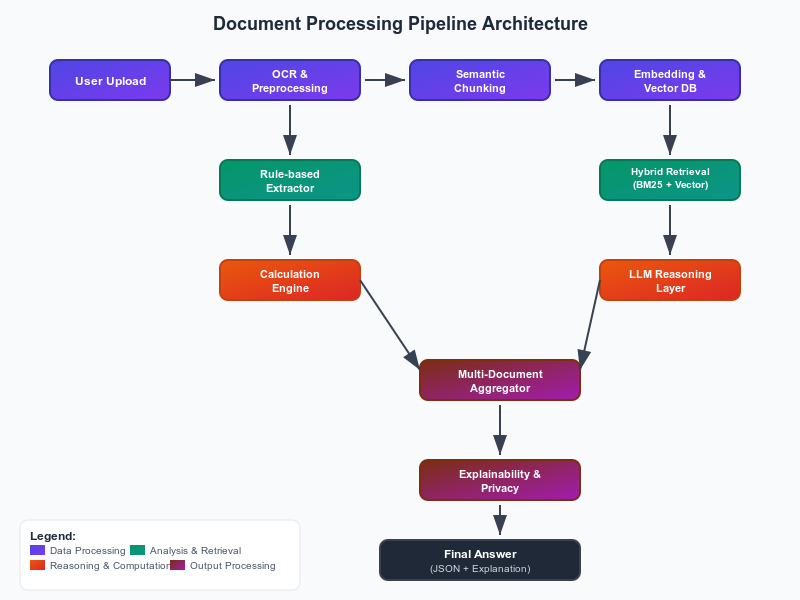 Document Processing Pipeline Architecture
User Upload
OCR &
Preprocessing
Semantic
Chunking
Embedding &
Vector DB
Rule-based
Extractor
Hybrid Retrieval
(BM25 + Vector)
Calculation
Engine
LLM Reasoning
Layer
Multi-Document
Aggregator
Explainability &
Privacy
Final Answer
(JSON + Explanation)
Legend:
Data Processing
Analysis & Retrieval
Reasoning & Computation
Output Processing